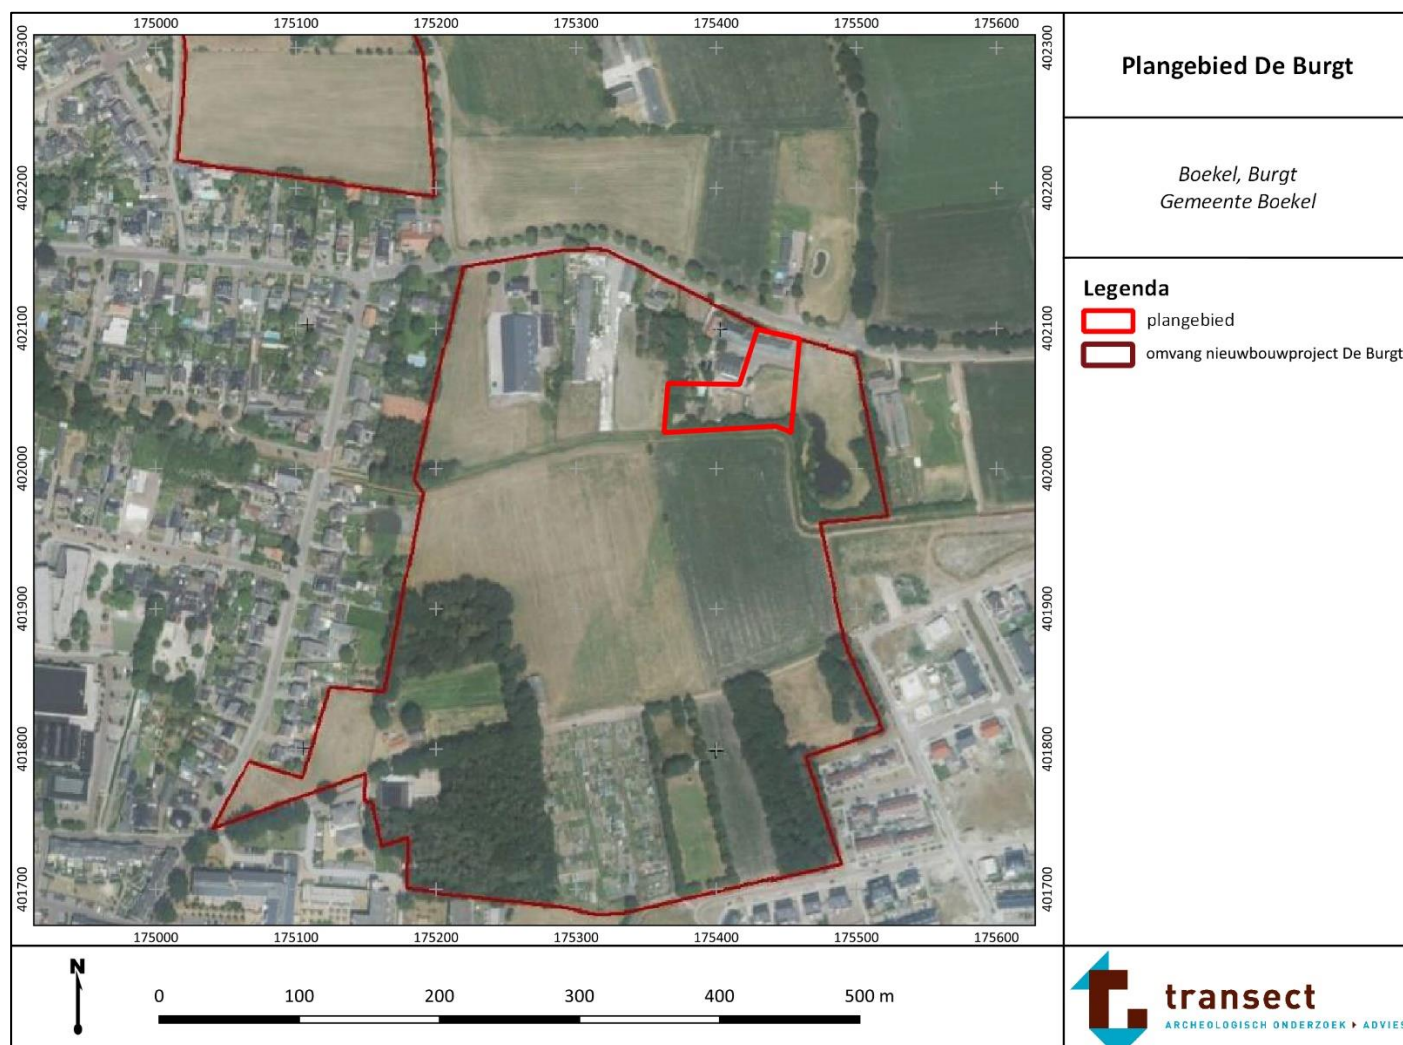 175000 175100 175200 175300 175400 175500 175600
402300
402200
402100
402000
401900
401800
401700
402300
402200
402100
402000
401900
401800
401700
175000 175100 175200 175300 175400 175500 175600
Plangebied De Burgt
Boekel, Burgt
Gemeente Boekel
Legenda
plangebied
omvang nieuwbouwproject De Burgt
N
0 100 200 300 400 500 m
transect
ARCHEOLOGISCH ONDERZOEK ADVIES